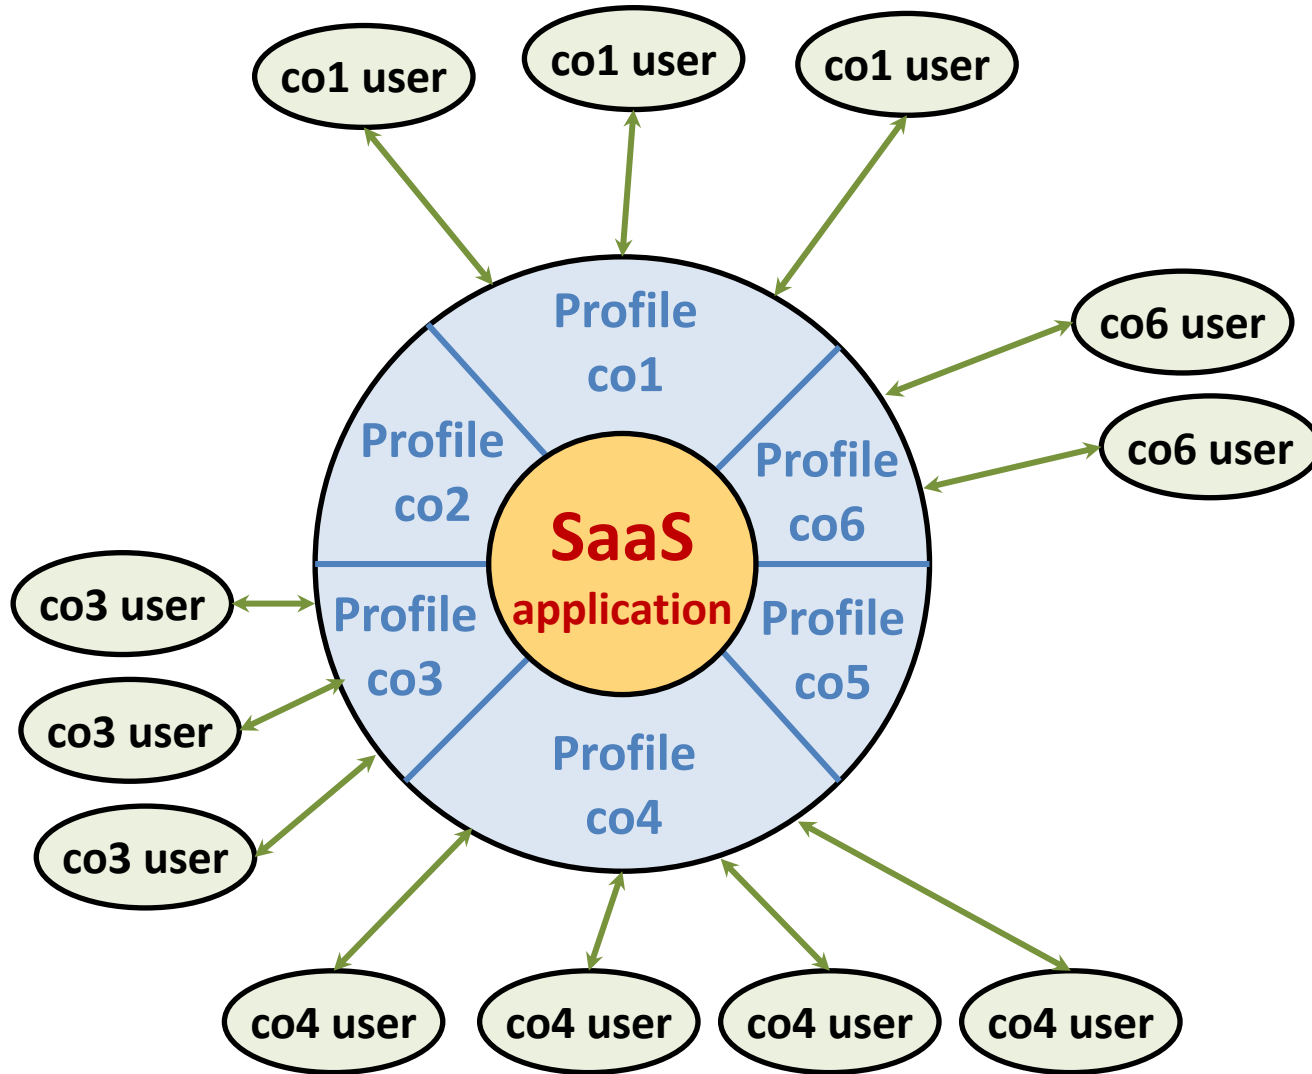 co1 user
co1 user
co1 user
Profile
co1
co6 user
co6 user
Profile
co2
Profile
co6
SaaS
application
co3 user
co3 user
co3 user
Profile
co3
Profile
co5
Profile
co4
co4 user
co4 user
co4 user
co4 user